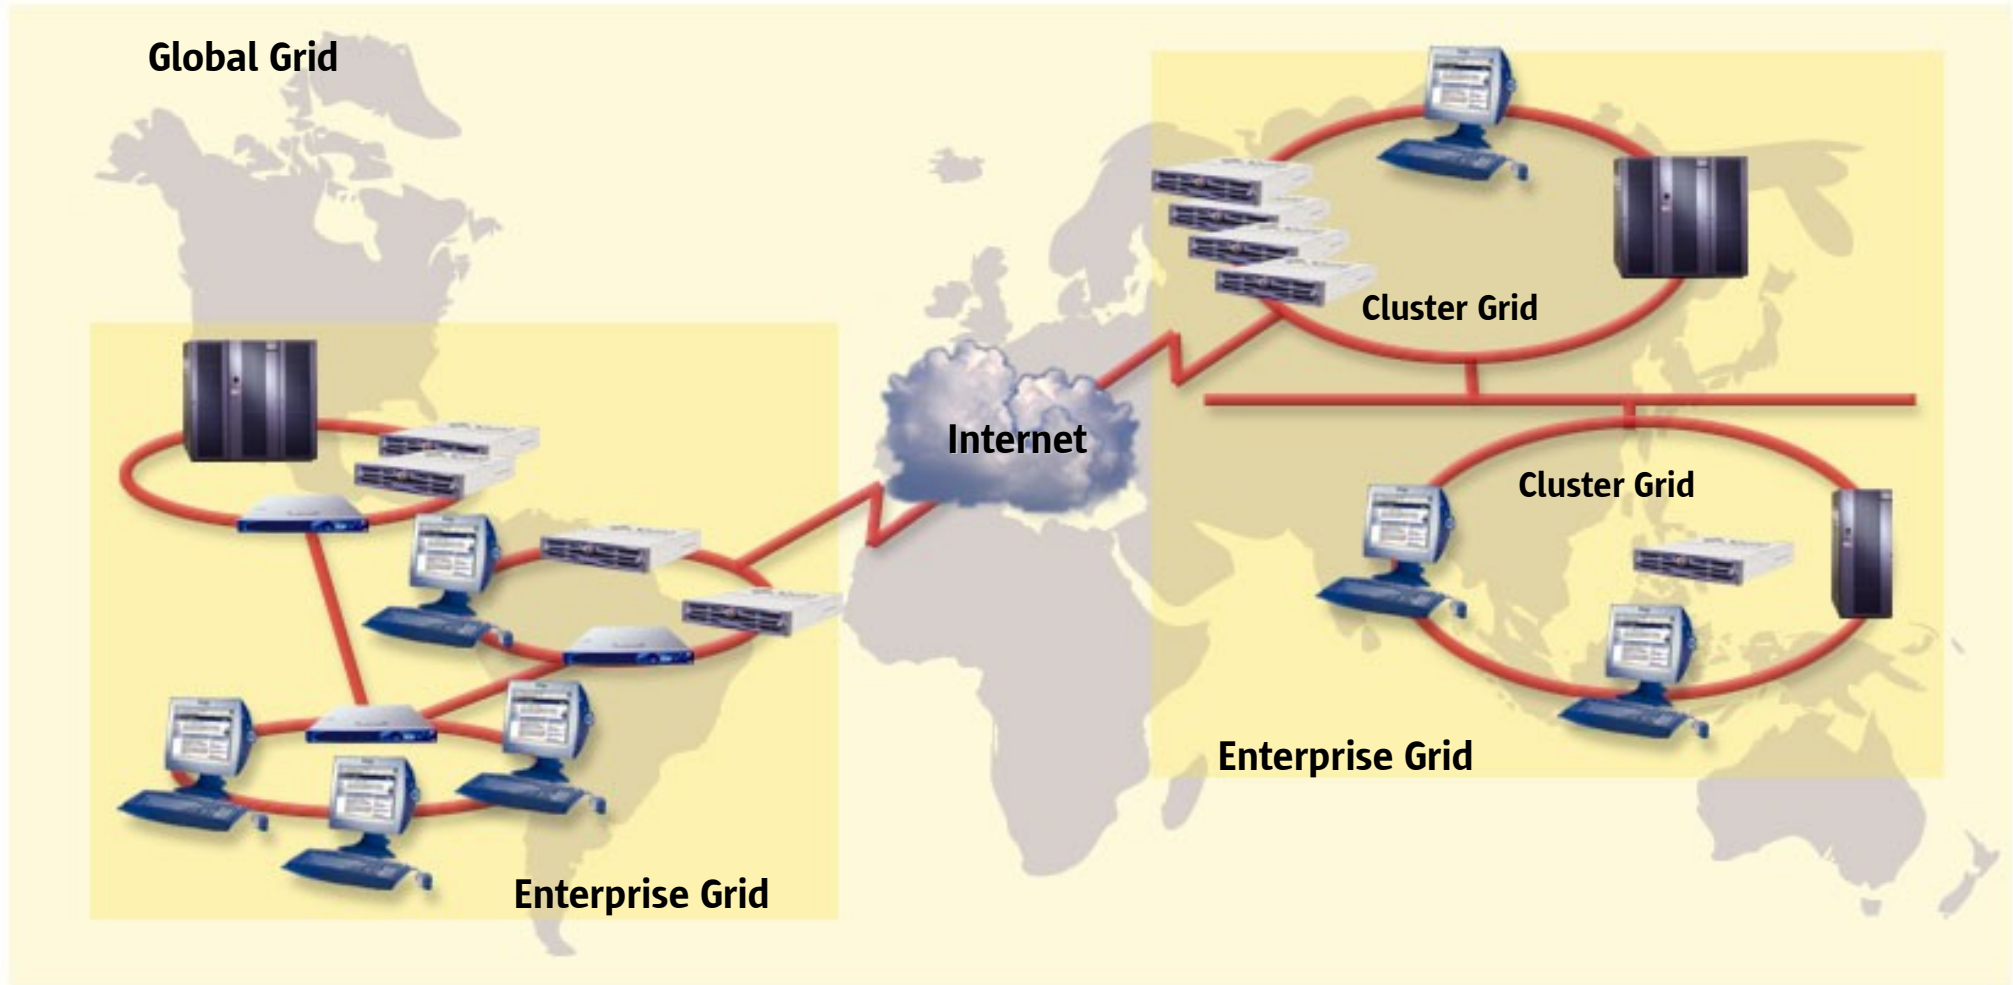 Global Grid
Cluster Grid
Internet
Cluster Grid
Enterprise Grid
Enterprise Grid